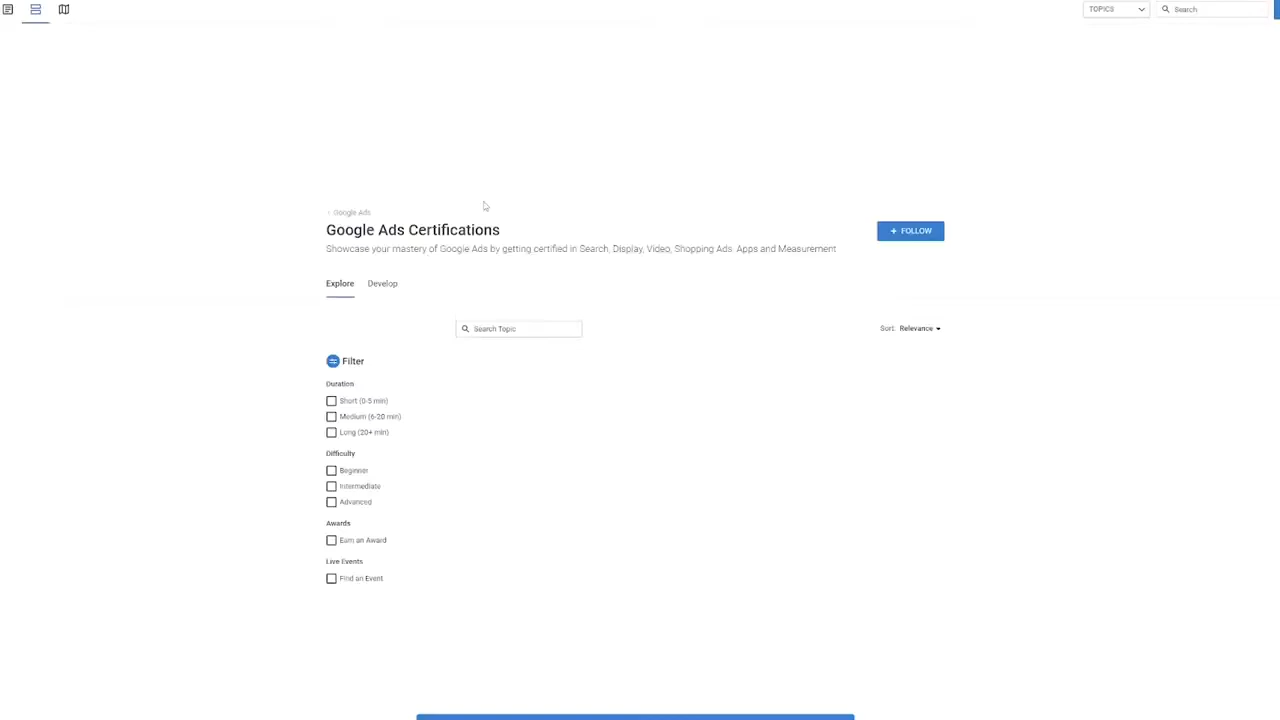 TOPICS
Search
‹ Google Ads
Google Ads Certifications
Showcase your mastery of Google Ads by getting certified in Search, Display, Video, Shopping Ads. Apps and Measurement
+ FOLLOW
Explore
Develop
Search Topic
Sort: Relevance
Filter
Duration
Short (0-5 min)
Medium (6-20 min)
Long (20+ min)
Difficulty
Beginner
Intermediate
Advanced
Awards
Earn an Award
Live Events
Find an Event